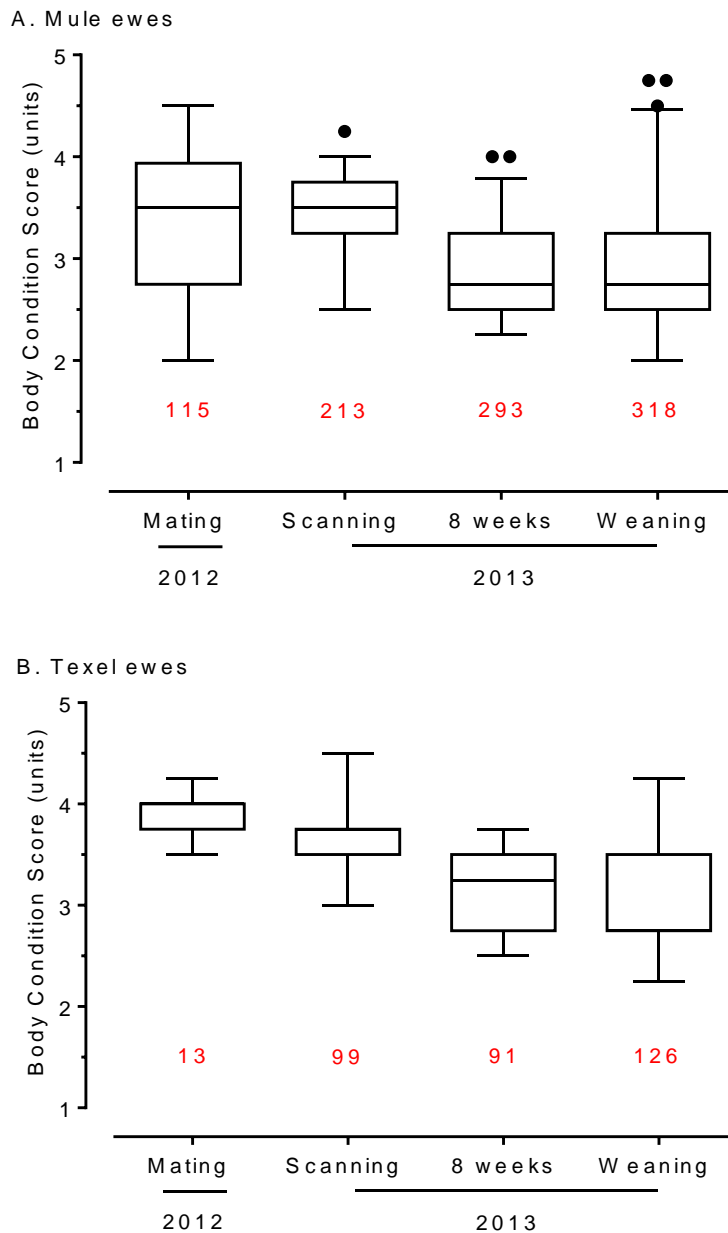 A. Mule ewes
Body Condition Score (units)
5
4
3
2
1
115 213 293 318
Mating Scanning 8 weeks Weaning
2012 2013
B. Texel ewes
Body Condition Score (units)
5
4
3
2
1
13 99 91 126
Mating Scanning 8 weeks Weaning
2012 2013